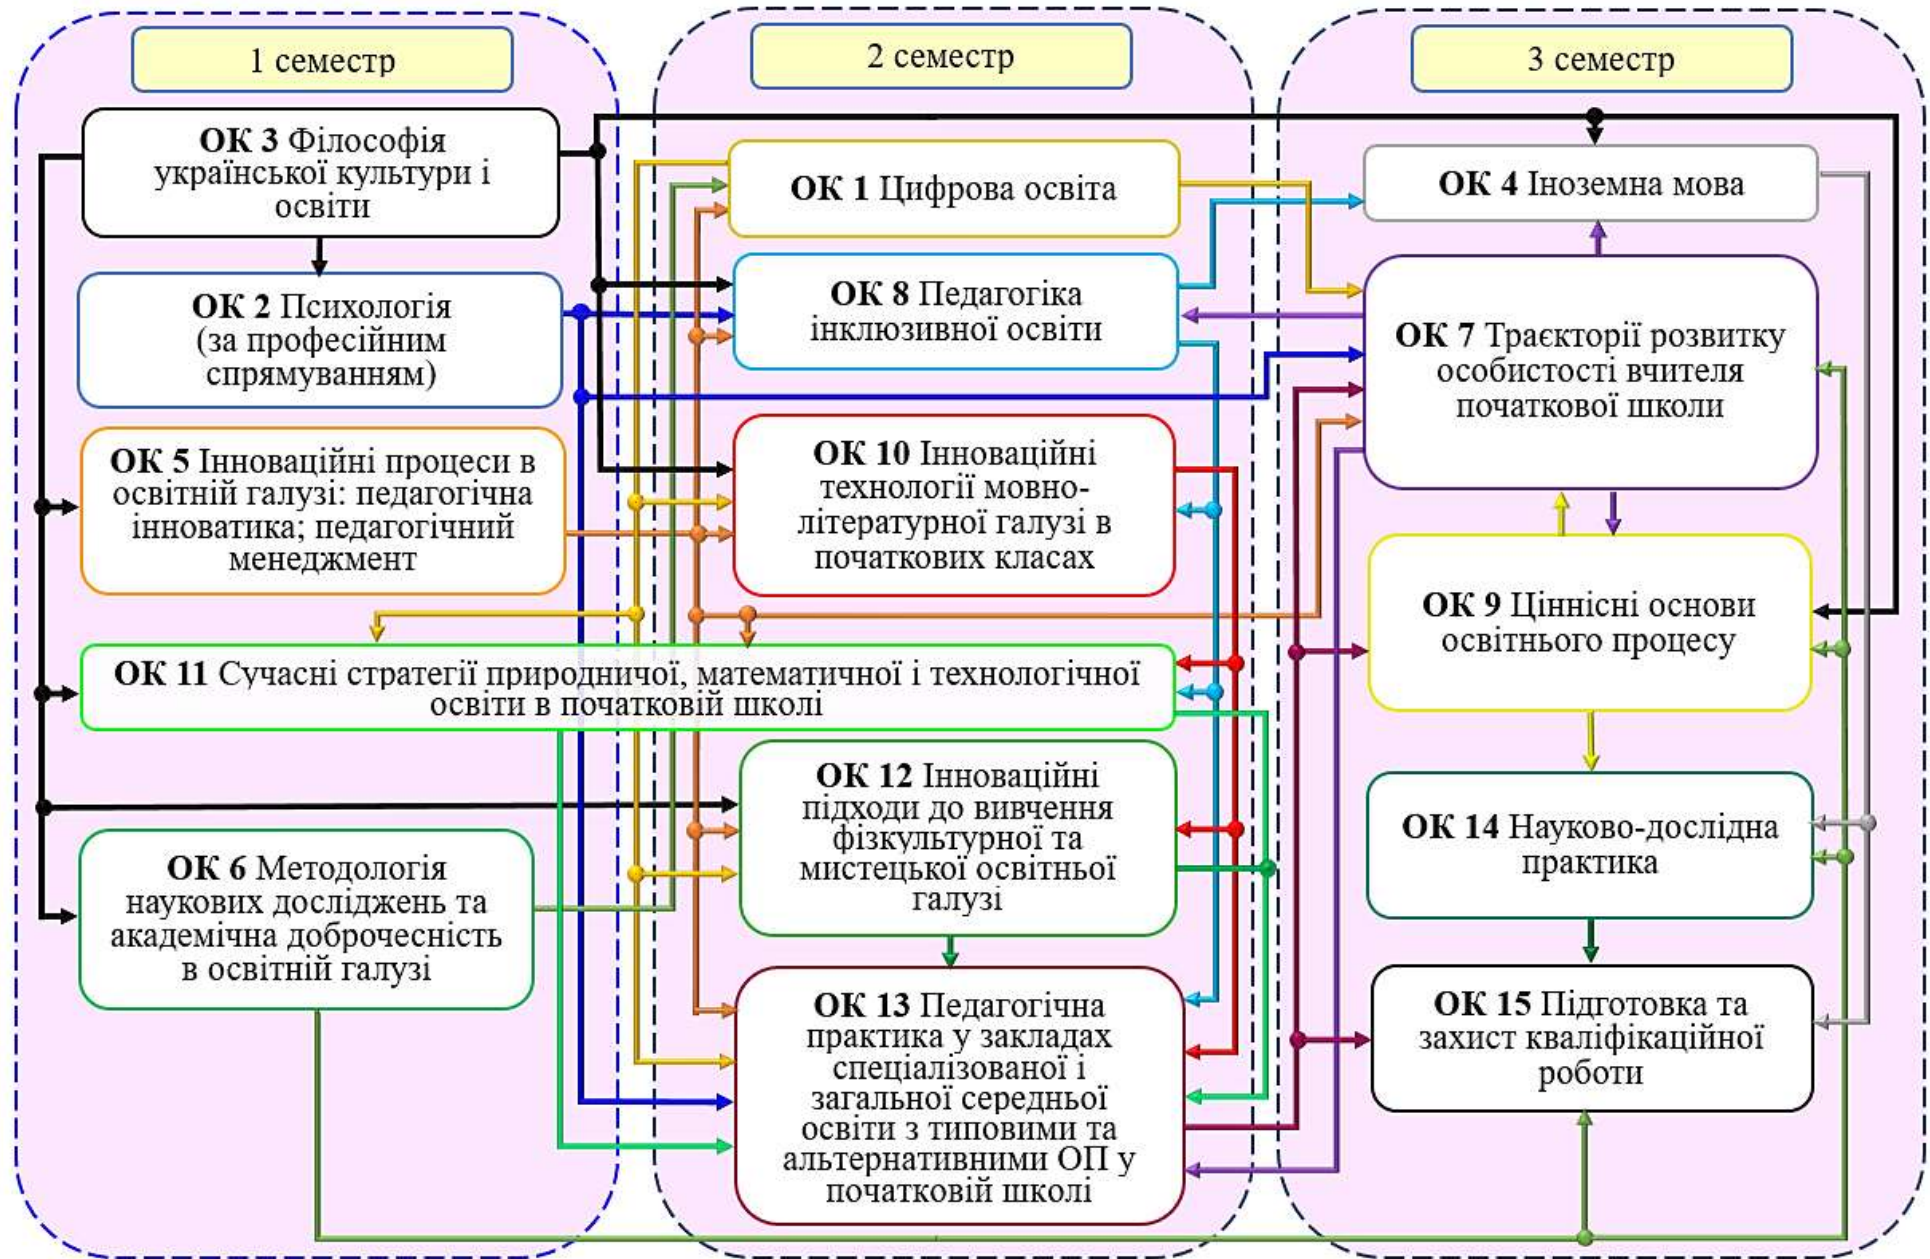 1 семестр
ОК 3 Філософія
української культури і
освіти
ОК 2 Психологія
(за професійним
спрямуванням)
ОК 5 Інноваційні процеси в
освітній галузі: педагогічна
інноватика; педагогічний
менеджмент
ОК 11 Сучасні стратегії природничої, математичної і технологічної
освіти в початковій школі
ОК 6 Методологія
наукових досліджень та
академічна доброчесність
в освітній галузі
2 семестр
ОК 1 Цифрова освіта
ОК 8 Педагогіка
інклюзивної освіти
ОК 10 Інноваційні
технології мовно-
літературної галузі в
початкових класах
ОК 12 Інноваційні
підходи до вивчення
фізкультурної та
мистецької освітньої
галузі
ОК 13 Педагогічна
практика у закладах
спеціалізованої і
загальної середньої
освіти з типовими та
альтернативними ОП у
початковій школі
3 семестр
ОК 4 Іноземна мова
ОК 7 Траєкторії розвитку
особистості вчителя
початкової школи
ОК 9 Ціннісні основи
освітнього процесу
ОК 14 Науково-дослідна
практика
ОК 15 Підготовка та
захист кваліфікаційної
роботи